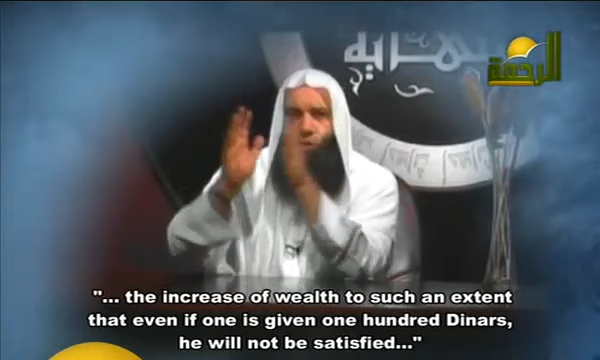 الرحمة
"... the increase of wealth to such an extent
that even if one is given one hundred Dinars,
he will not be satisfied..."